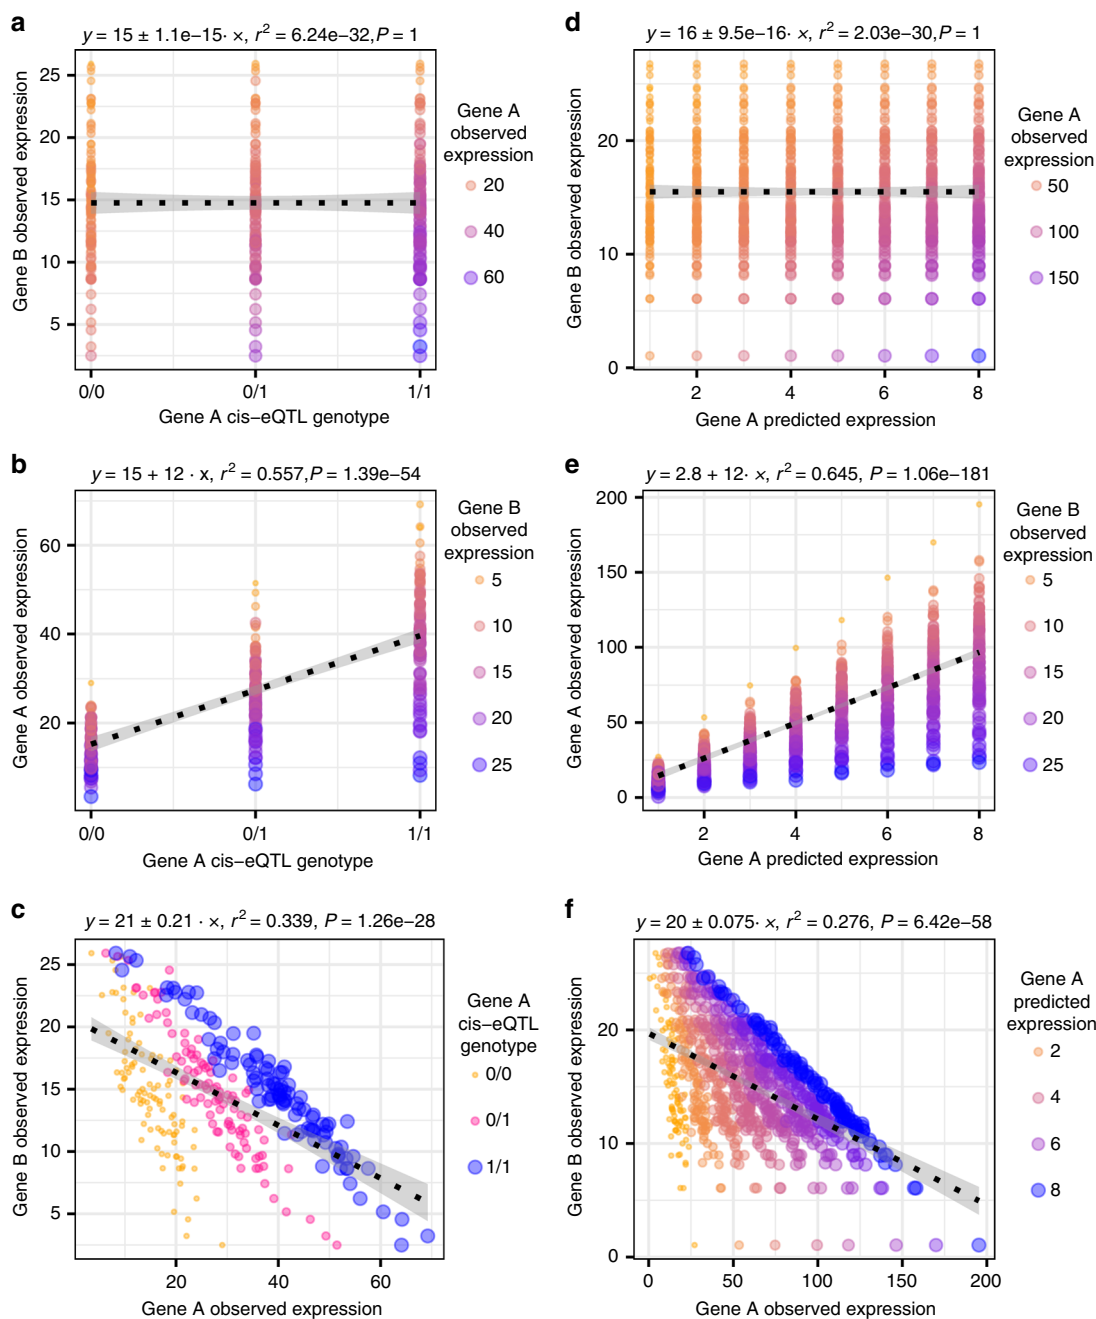 a
y = 15 ± 1.1e−15· ×, r² = 6.24e−32,P = 1
Gene B observed expression
25
20
15
10
5
0/0
0/1
1/1
Gene A cis−eQTL genotype
Gene A
observed
expression
20
40
60
d
y = 16 ± 9.5e−16· ×, r² = 2.03e−30,P = 1
Gene B observed expression
20
10
0
2
4
6
8
Gene A predicted expression
Gene A
observed
expression
50
100
150
b
y = 15 + 12 · x, r² = 0.557,P = 1.39e−54
Gene A observed expression
60
40
20
0/0
0/1
1/1
Gene A cis−eQTL genotype
Gene B
observed
expression
5
10
15
20
25
e
y = 2.8 + 12· ×, r² = 0.645, P = 1.06e−181
Gene A observed expression
200
150
100
50
0
2
4
6
8
Gene A predicted expression
Gene B
observed
expression
5
10
15
20
25
c
y = 21 ± 0.21 · ×, r² = 0.339, P = 1.26e−28
Gene B observed expression
25
20
15
10
5
20
40
60
Gene A observed expression
Gene A
cis−eQTL
genotype
0/0
0/1
1/1
f
y = 20 ± 0.075· ×, r² = 0.276, P = 6.42e−58
Gene B observed expression
20
10
0
0
50
100
150
200
Gene A observed expression
Gene A
predicted
expression
2
4
6
8